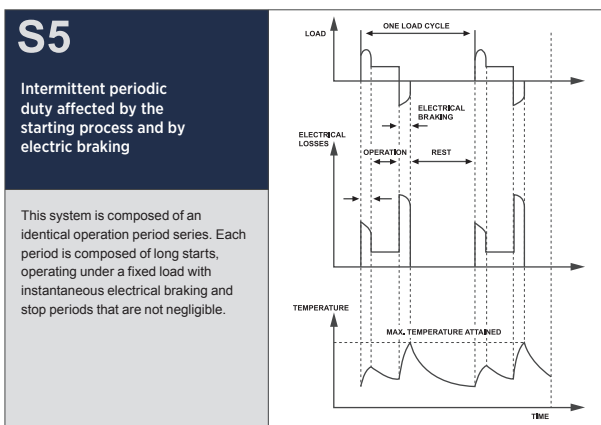 S5
Intermittent periodic
duty affected by the
starting process and by
electric braking
This system is composed of an
identical operation period series. Each
period is composed of long starts,
operating under a fixed load with
instantaneous electrical braking and
stop periods that are not negligible.
LOAD
ONE LOAD CYCLE
ELECTRICAL
BRAKING
ELECTRICAL
LOSSES
OPERATION
REST
TEMPERATURE
MAX. TEMPERATURE ATTAINED
TIME